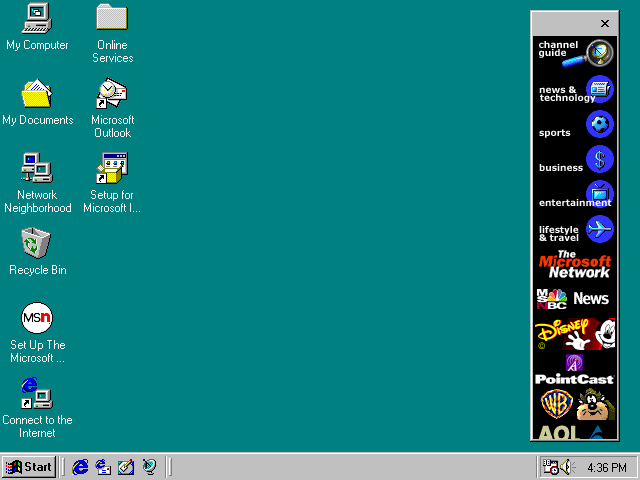 My Computer
Online
Services
My Documents
Microsoft
Outlook
Network
Neighborhood
Setup for
Microsoft I...
Recycle Bin
MSn
Set Up The
Microsoft ...
Connect to the
Internet
channel
guide
news &
technology
sports
business
entertainment
lifestyle
& travel
The
Microsoft
Network
MSNBC News
Disney
©
PointCast
WB
AOL
Start
4:36 PM